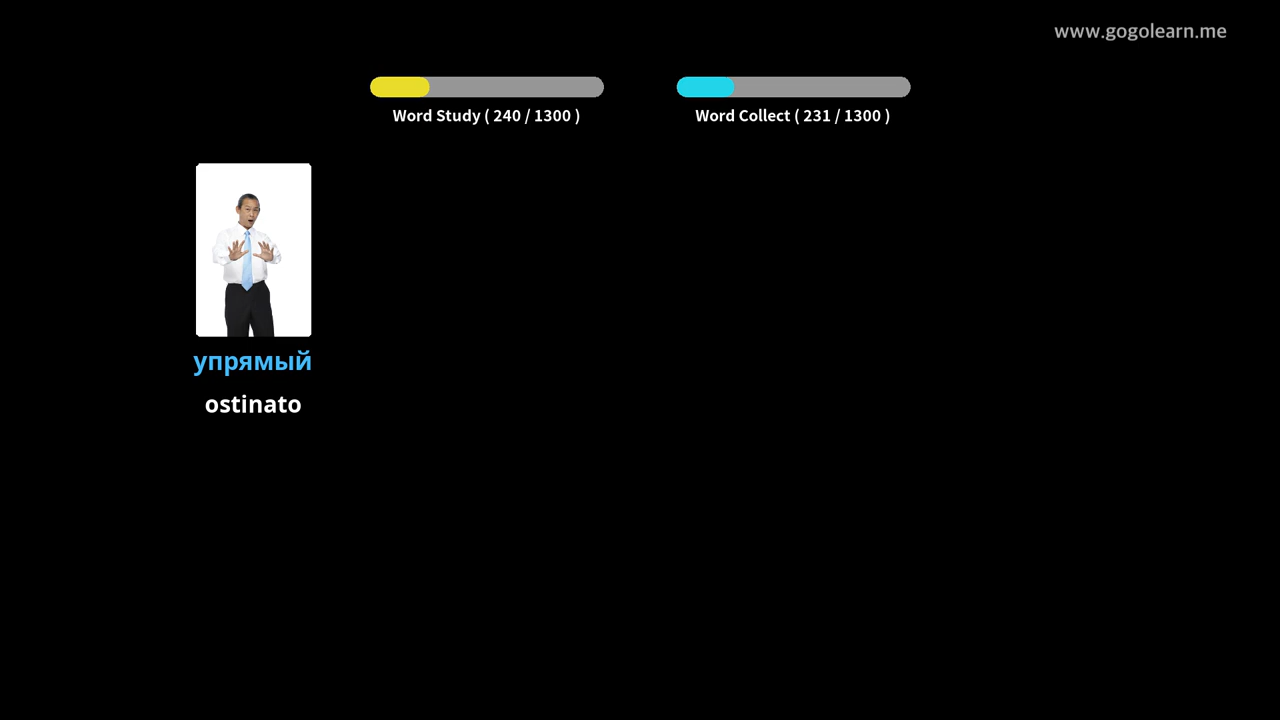 www.gogolearn.me
Word Study ( 240 / 1300 )
Word Collect ( 231 / 1300 )
упрямый
ostinato